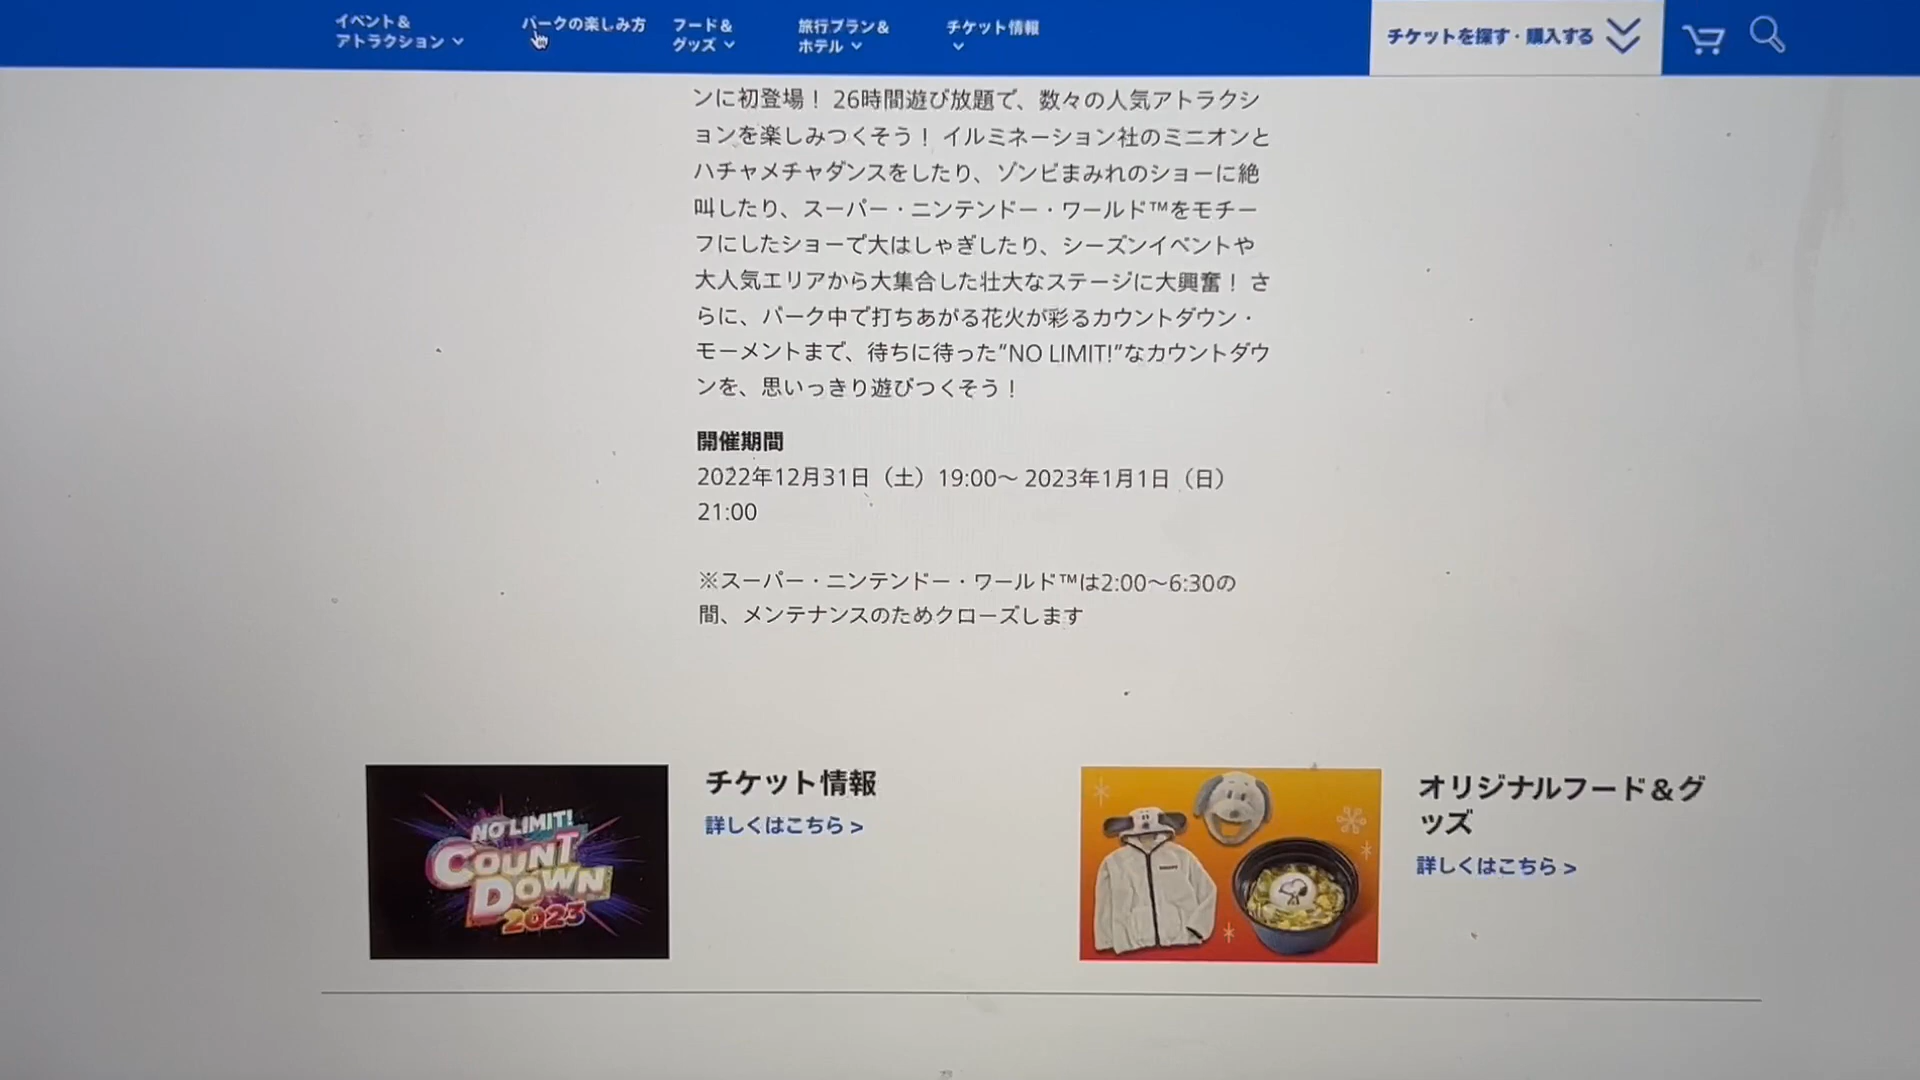 イベント＆
アトラクション
パークの楽しみ方
フード＆
グッズ
旅行プラン＆
ホテル
チケット情報
チケットを探す・購入する
ンに初登場！ 26時間遊び放題で、数々の人気アトラクシ
ョンを楽しみつくそう！ イルミネーション社のミニオンと
ハチャメチャダンスをしたり、ゾンビまみれのショーに絶
叫したり、スーパー・ニンテンドー・ワールド™をモチー
フにしたショーで大はしゃぎしたり、シーズンイベントや
大人気エリアから大集合した壮大なステージに大興奮！ さ
らに、パーク中で打ちあがる花火が彩るカウントダウン・
モーメントまで、待ちに待った“NO LIMIT!”なカウントダウ
ンを、思いっきり遊びつくそう！
開催期間
2022年12月31日（土）19:00～ 2023年1月1日（日）
21:00
※スーパー・ニンテンドー・ワールド™は2:00～6:30の
間、メンテナンスのためクローズします
NO LIMIT!
COUNT
DOWN
2023
チケット情報
詳しくはこちら >
オリジナルフード＆グ
ッズ
詳しくはこちら >